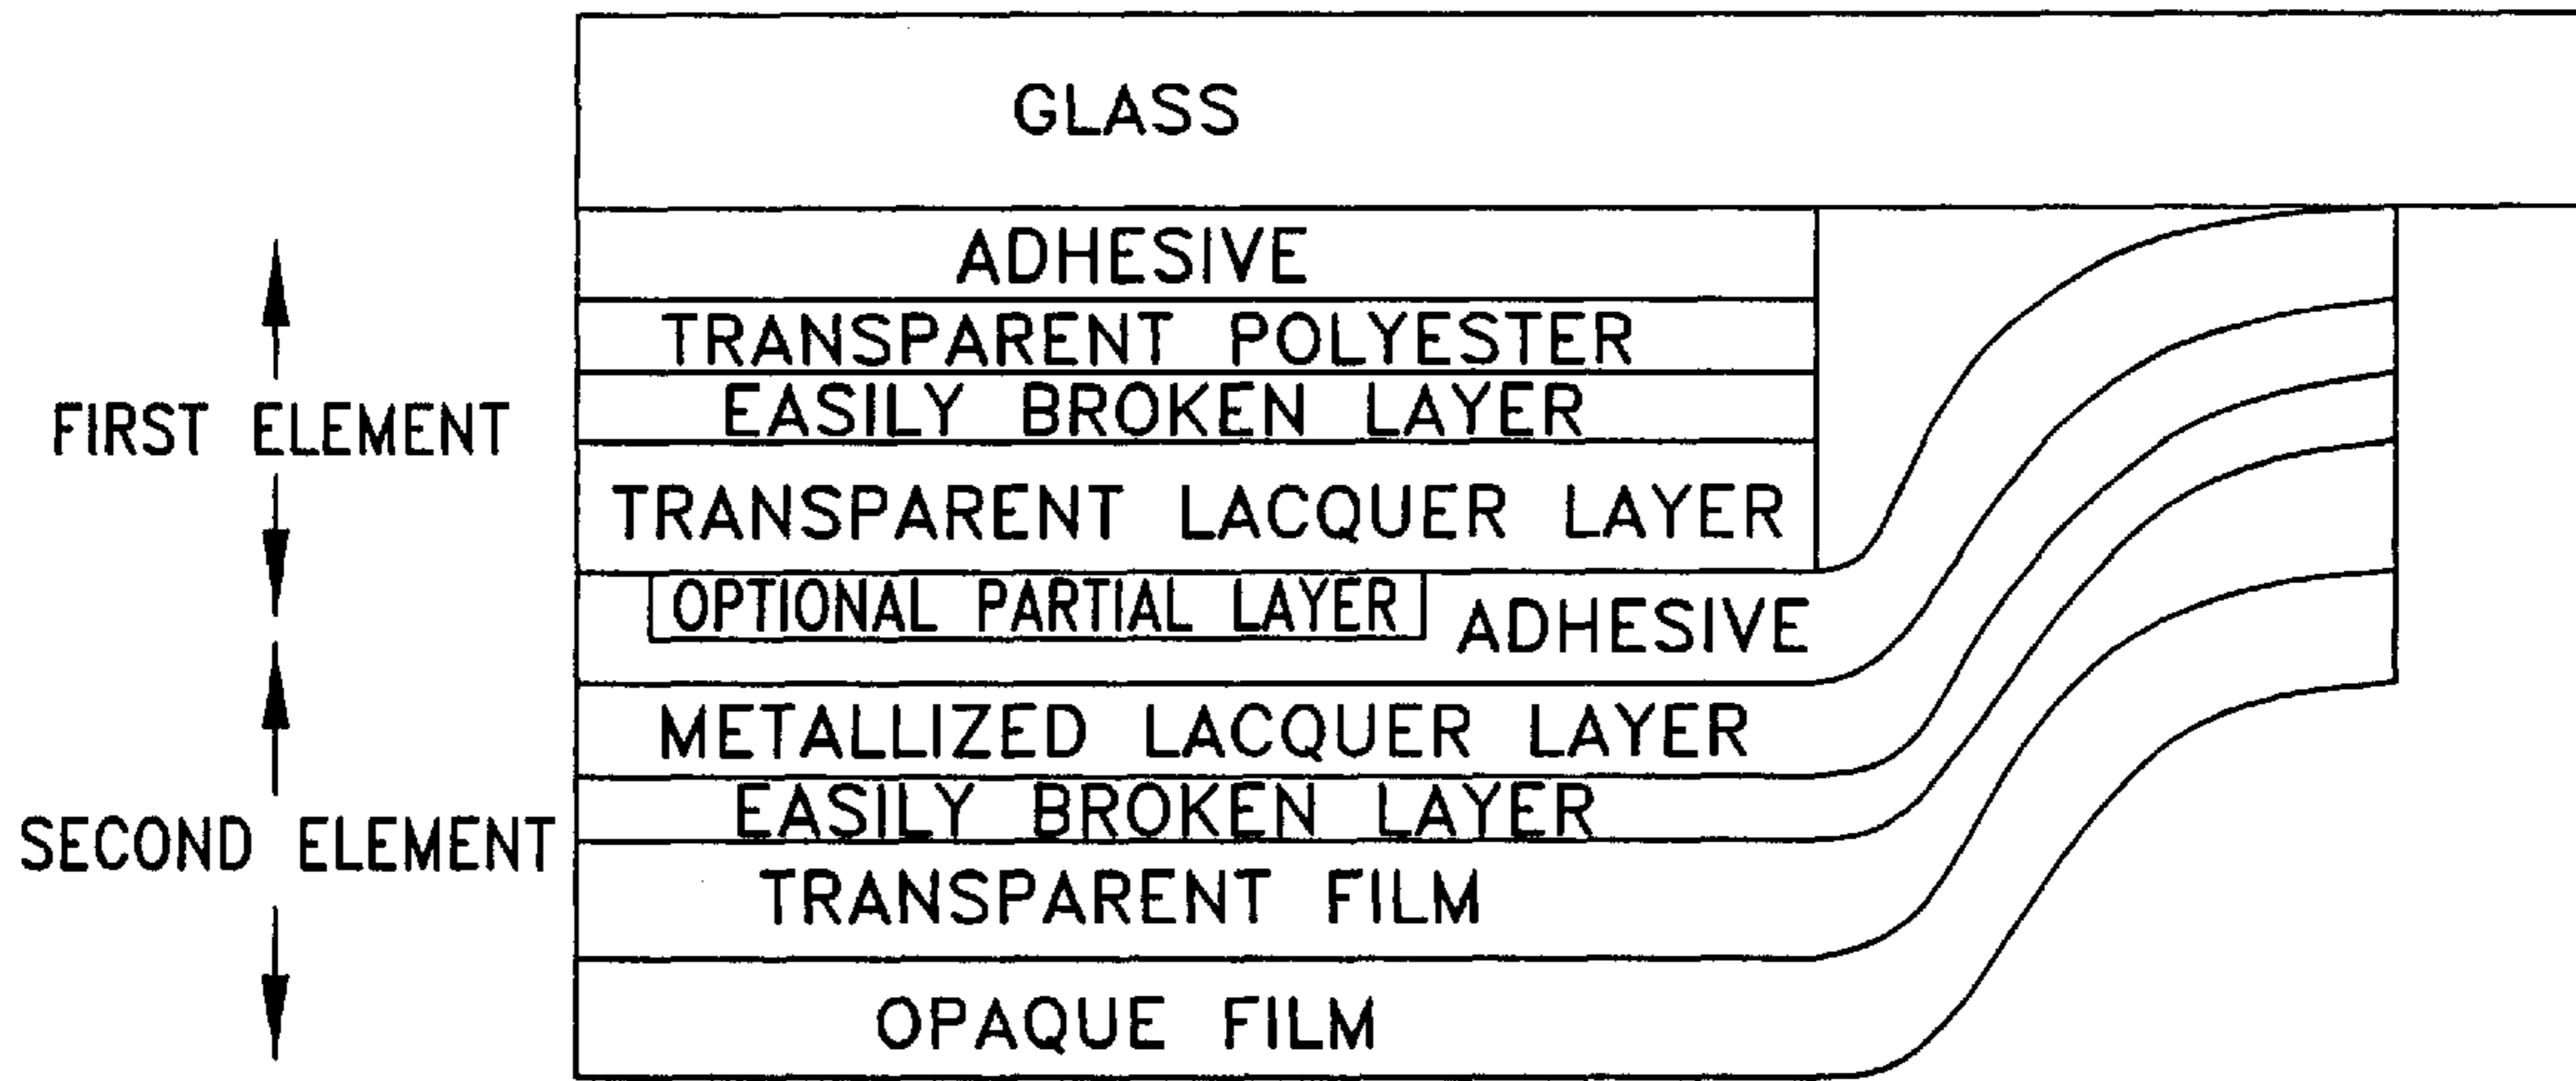 GLASS
ADHESIVE
TRANSPARENT POLYESTER
EASILY BROKEN LAYER
FIRST ELEMENT
TRANSPARENT LACQUER LAYER
OPTIONAL PARTIAL LAYER
ADHESIVE
METALLIZED LACQUER LAYER
EASILY BROKEN LAYER
SECOND ELEMENT
TRANSPARENT FILM
OPAQUE FILM